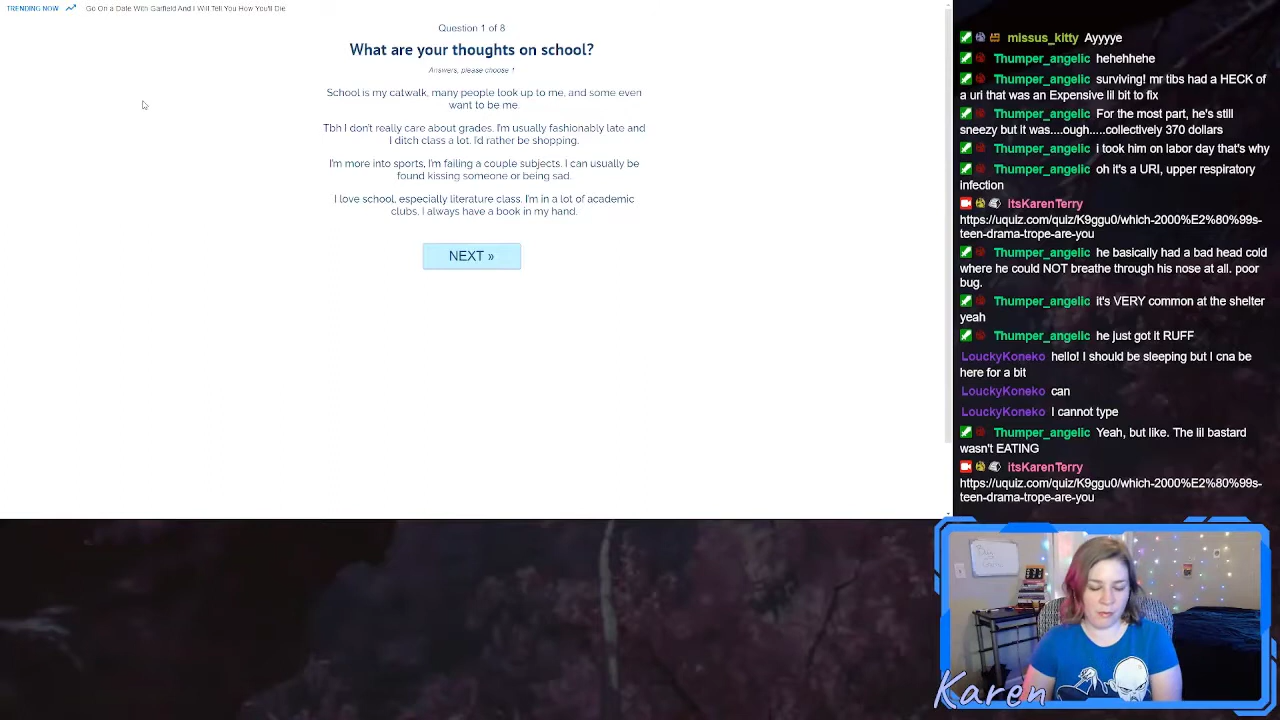 TRENDING NOW Go On a Date With Garfield And I Will Tell You How You'll Die
Question 1 of 8
What are your thoughts on school?
Answers, please choose 1
School is my catwalk, many people look up to me, and some even
want to be me
Tbh I don't really care about grades. I'm usually fashionably late and
I ditch class a lot. I'd rather be shopping.
I'm more into sports, I'm failing a couple subjects. I can usually be
found kissing someone or being sad.
I love school, especially literature class. I'm in a lot of academic
clubs, I always have a book in my hand.
NEXT »
missus_kitty Ayyyye
Thumper_angelic hehehhehe
Thumper_angelic surviving! mr tibs had a HECK of
a uri that was an Expensive lil bit to fix
Thumper_angelic For the most part, he's still
sneezy but it was....ough.....collectively 370 dollars
Thumper_angelic i took him on labor day that's why
Thumper_angelic oh it's a URI, upper respiratory
infection
itsKarenTerry
https://uquiz.com/quiz/K9ggu0/which-2000%E2%80%99s-
teen-drama-trope-are-you
Thumper_angelic he basically had a bad head cold
where he could NOT breathe through his nose at all. poor
bug.
Thumper_angelic it's VERY common at the shelter
yeah
Thumper_angelic he just got it RUFF
LouckyKoneko hello! I should be sleeping but I cna be
here for a bit
LouckyKoneko can
LouckyKoneko I cannot type
Thumper_angelic Yeah, but like. The lil bastard
wasn't EATING
itsKarenTerry
https://uquiz.com/quiz/K9ggu0/which-2000%E2%80%99s-
teen-drama-trope-are-you
Karen